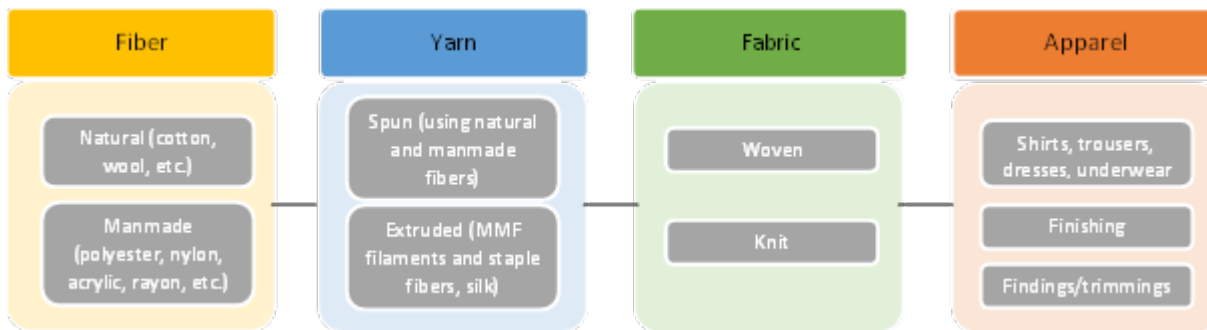 Fiber
Natural (cotton,
wool, etc.)
Manmade
(polyester, nylon,
acrylic, rayon, etc.)
Yarn
Spun (using natural
and manmade
fibers)
Extruded (MMF
filaments and staple
fibers, silk)
Fabric
Woven
Knit
Apparel
Shirts, trousers,
dresses, underwear
Finishing
Findings/trimmings